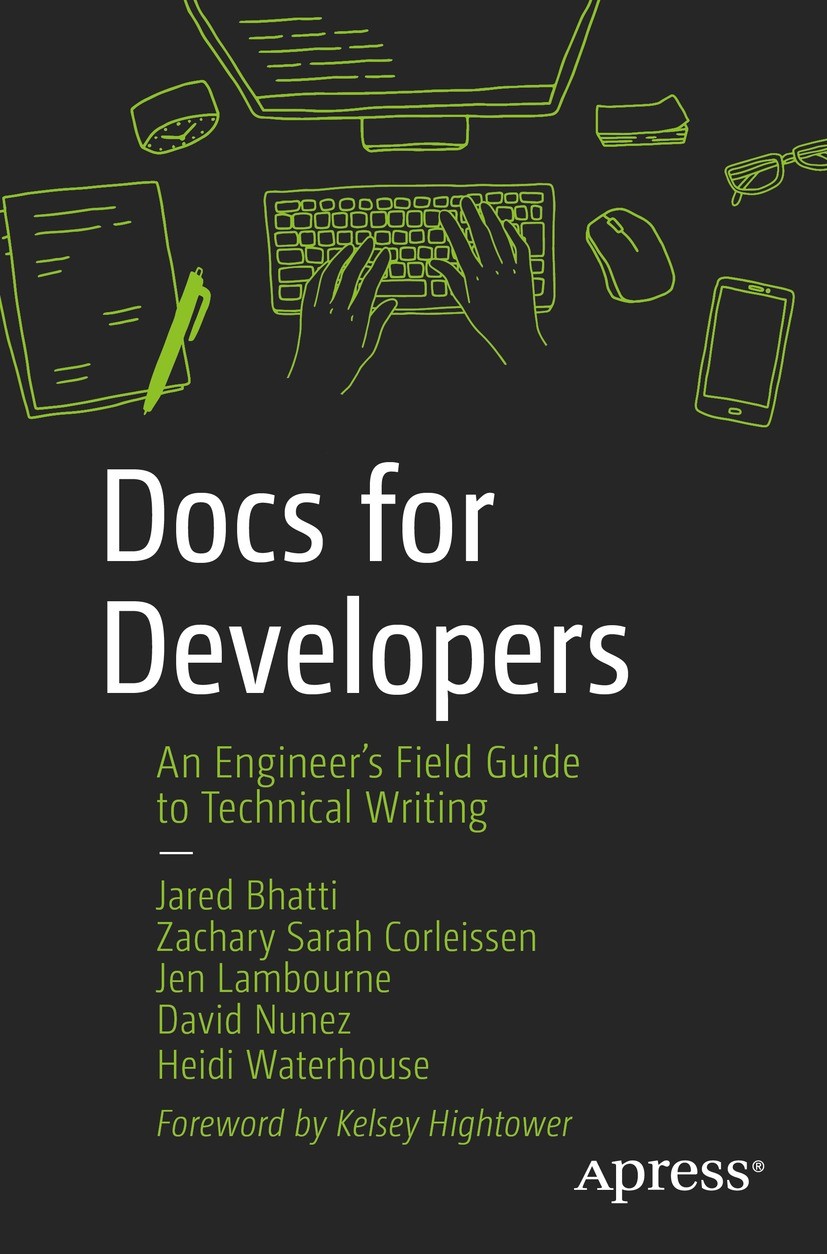 Docs for
Developers
An Engineer’s Field Guide
to Technical Writing
Jared Bhatti
Zachary Sarah Corleissen
Jen Lambourne
David Nunez
Heidi Waterhouse
Foreword by Kelsey Hightower
Apress®